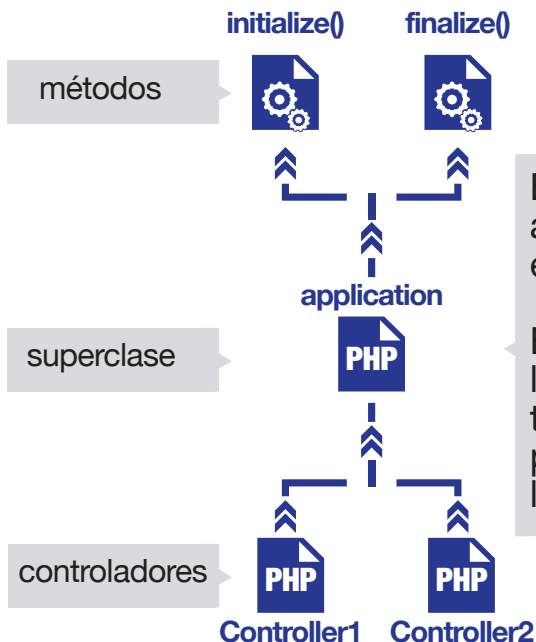 initialize()
finalize()
métodos
application
PHP
superclase
PHP
PHP
controladores
Controller1
Controller2